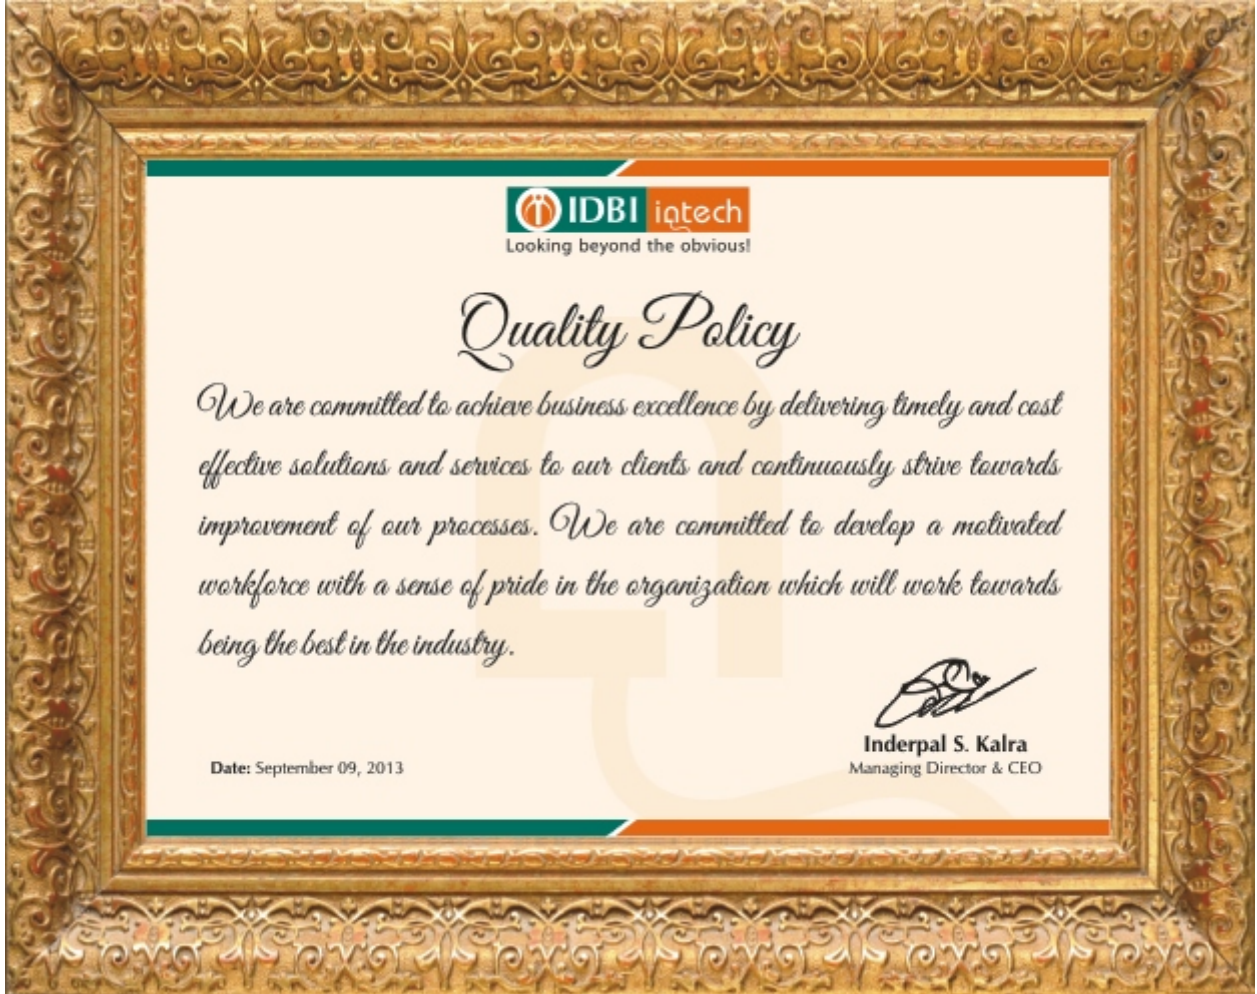 IDBI intech
Looking beyond the obvious!
Quality Policy
We are committed to achieve business excellence by delivering timely and cost
effective solutions and services to our clients and continuously strive towards
improvement of our processes. We are committed to develop a motivated
workforce with a sense of pride in the organization which will work towards
being the best in the industry.
Inderpal S. Kalra
Date: September 09, 2013
Managing Director & CEO